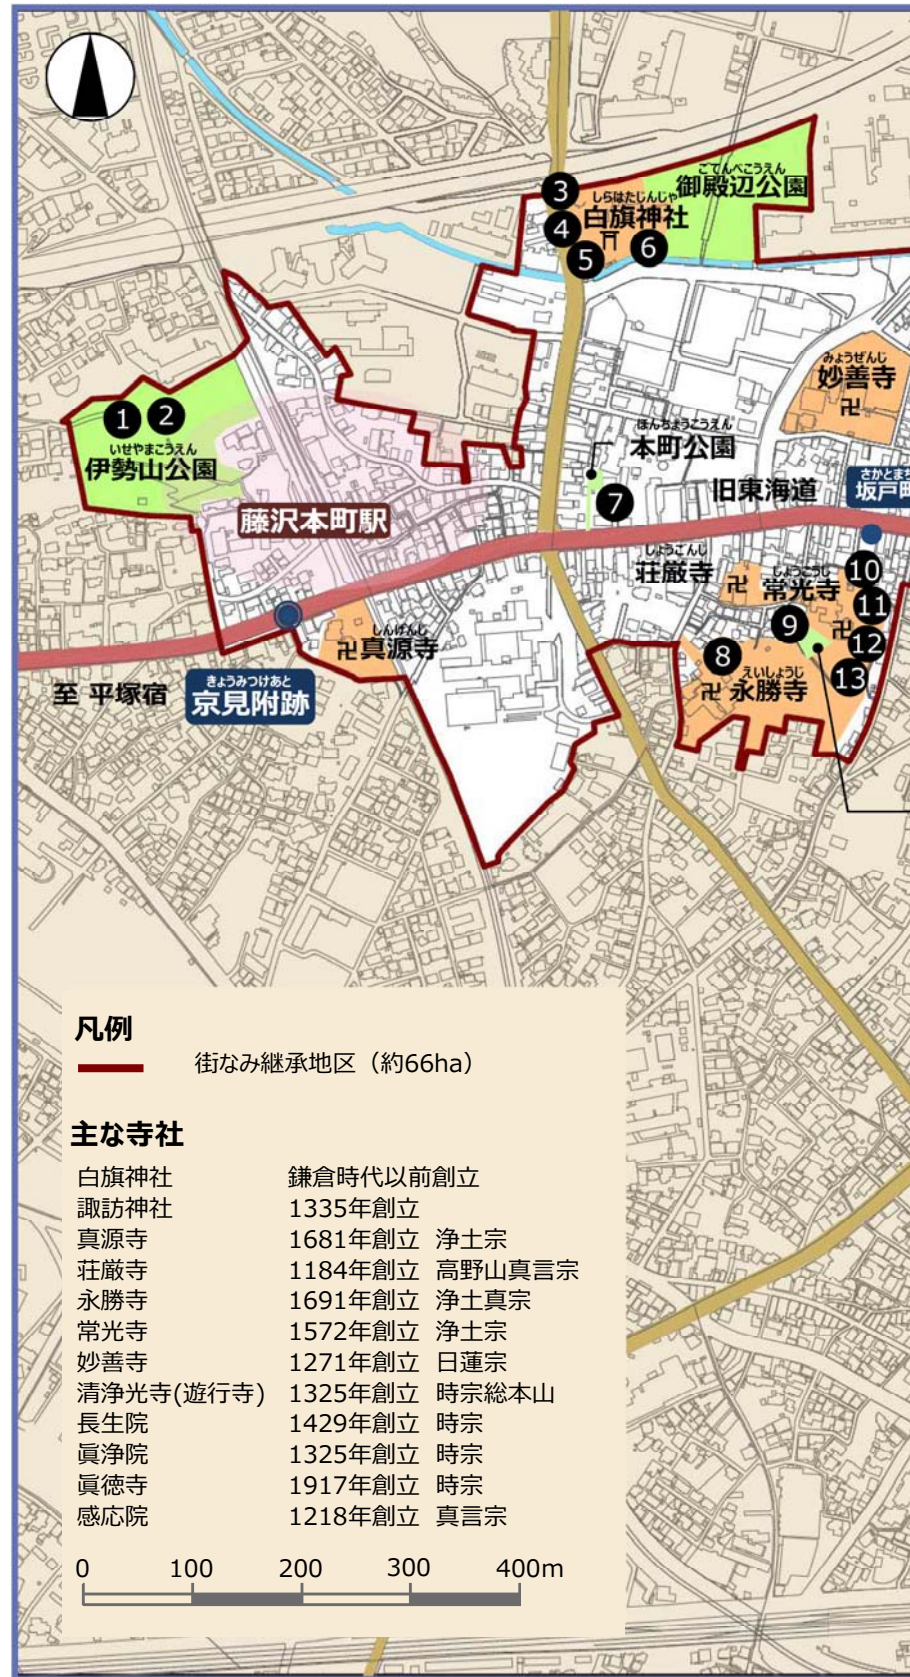 ごてんべこうえん
御殿辺公園
3
しらはたじんじゃ
白旗神社
4
5
6
みょうぜんじ
妙善寺
卍
1
2
いせやまこうえん
伊勢山公園
ほんちょうこうえん
本町公園
7
旧東海道
さかとまち
坂戸町
藤沢本町駅
しょうごんじ
荘厳寺
卍
じょうこうじ
常光寺
卍
10
11
9
12
13
8
えいしょうじ
卍永勝寺
しんげんじ
卍真源寺
至 平塚宿
きょうみつけあと
京見附跡
凡例
街なみ継承地区（約66ha）
主な寺社
白旗神社 鎌倉時代以前創立
諏訪神社 1335年創立
真源寺 1681年創立 浄土宗
荘厳寺 1184年創立 高野山真言宗
永勝寺 1691年創立 浄土真宗
常光寺 1572年創立 浄土宗
妙善寺 1271年創立 日蓮宗
清浄光寺(遊行寺) 1325年創立 時宗総本山
長生院 1429年創立 時宗
眞浄院 1325年創立 時宗
眞徳寺 1917年創立 時宗
感応院 1218年創立 真言宗
0 100 200 300 400m